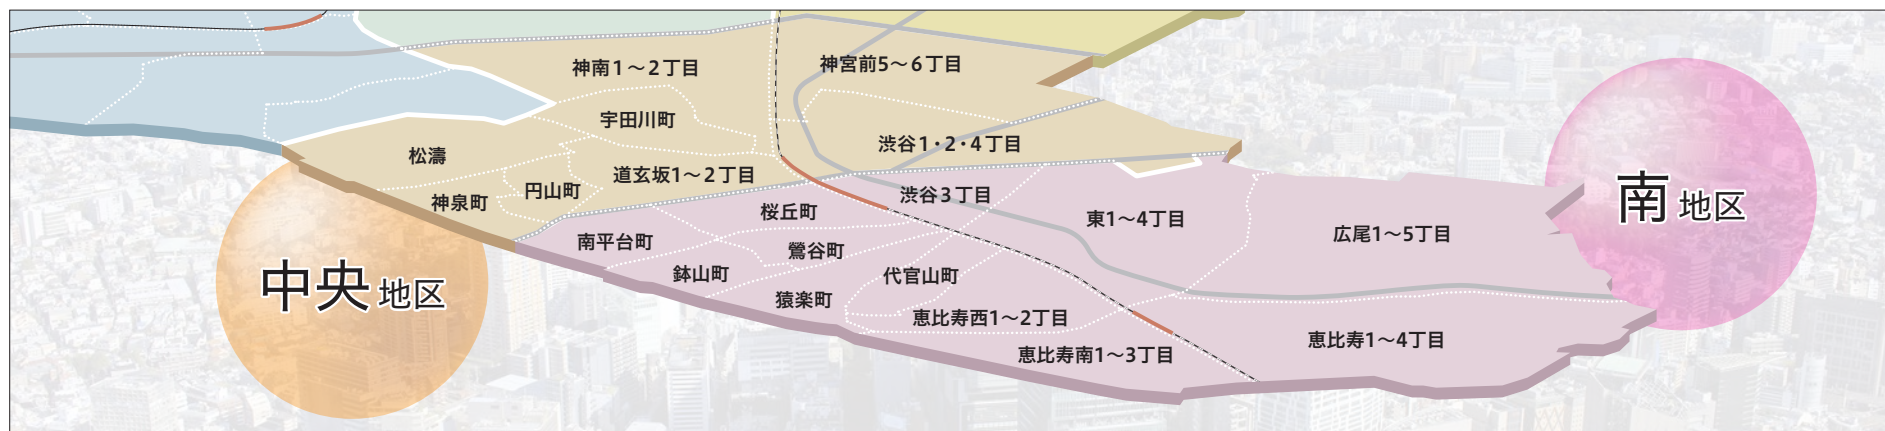 神南1～2丁目
神宮前5～6丁目
宇田川町
渋谷1・2・4丁目
松濤
道玄坂1～2丁目
円山町
神泉町
中央地区
渋谷3丁目
桜丘町
東1～4丁目
南平台町
鶯谷町
広尾1～5丁目
鉢山町
代官山町
猿楽町
恵比寿西1～2丁目
恵比寿南1～3丁目
恵比寿1～4丁目
南地区